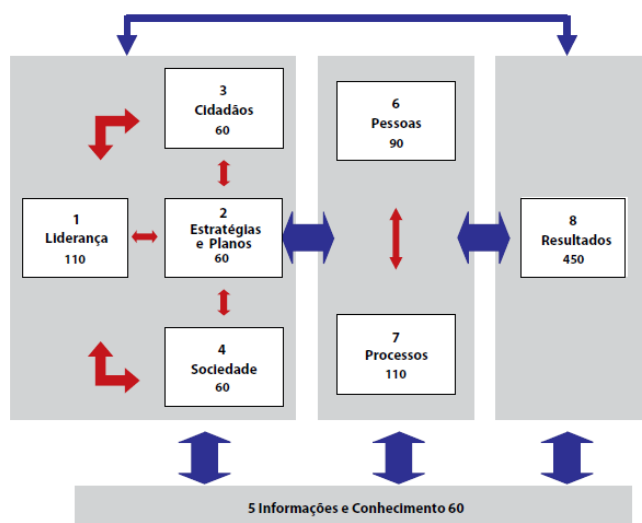 3
Cidadãos
60
6
Pessoas
90
1
Liderança
110
2
Estratégias
e Planos
60
8
Resultados
450
4
Sociedade
60
7
Processos
110
5 Informações e Conhecimento 60